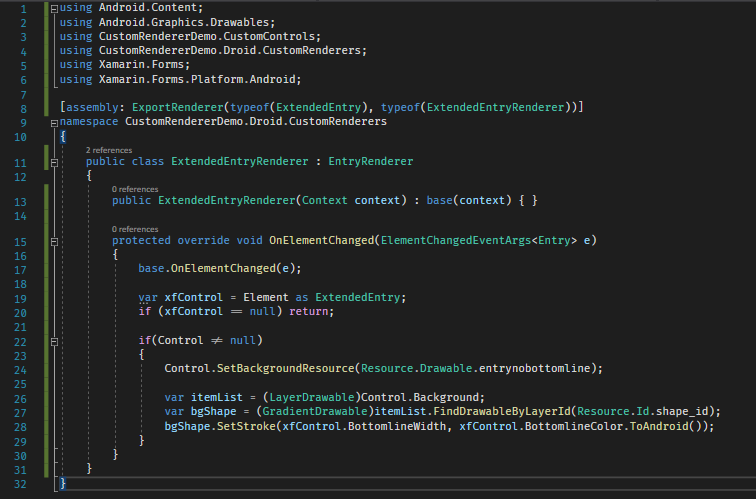 1 using Android.Content;
2 using Android.Graphics.Drawables;
3 using CustomRendererDemo.CustomControls;
4 using CustomRendererDemo.Droid.CustomRenderers;
5 using Xamarin.Forms;
6 using Xamarin.Forms.Platform.Android;
7
8 [assembly: ExportRenderer(typeof(ExtendedEntry), typeof(ExtendedEntryRenderer))]
9 namespace CustomRendererDemo.Droid.CustomRenderers
10 {
2 references
11 public class ExtendedEntryRenderer : EntryRenderer
12 {
0 references
13 public ExtendedEntryRenderer(Context context) : base(context) { }
14
0 references
15 protected override void OnElementChanged(ElementChangedEventArgs<Entry> e)
16 {
17 base.OnElementChanged(e);
18
19 var xfControl = Element as ExtendedEntry;
20 if (xfControl == null) return;
21
22 if(Control ≠ null)
23 {
24 Control.SetBackgroundResource(Resource.Drawable.entrynobottomline);
25
26 var itemList = (LayerDrawable)Control.Background;
27 var bgShape = (GradientDrawable)itemList.FindDrawableByLayerId(Resource.Id.shape_id);
28 bgShape.SetStroke(xfControl.BottomlineWidth, xfControl.BottomlineColor.ToAndroid());
29 }
30 }
31 }
32 }